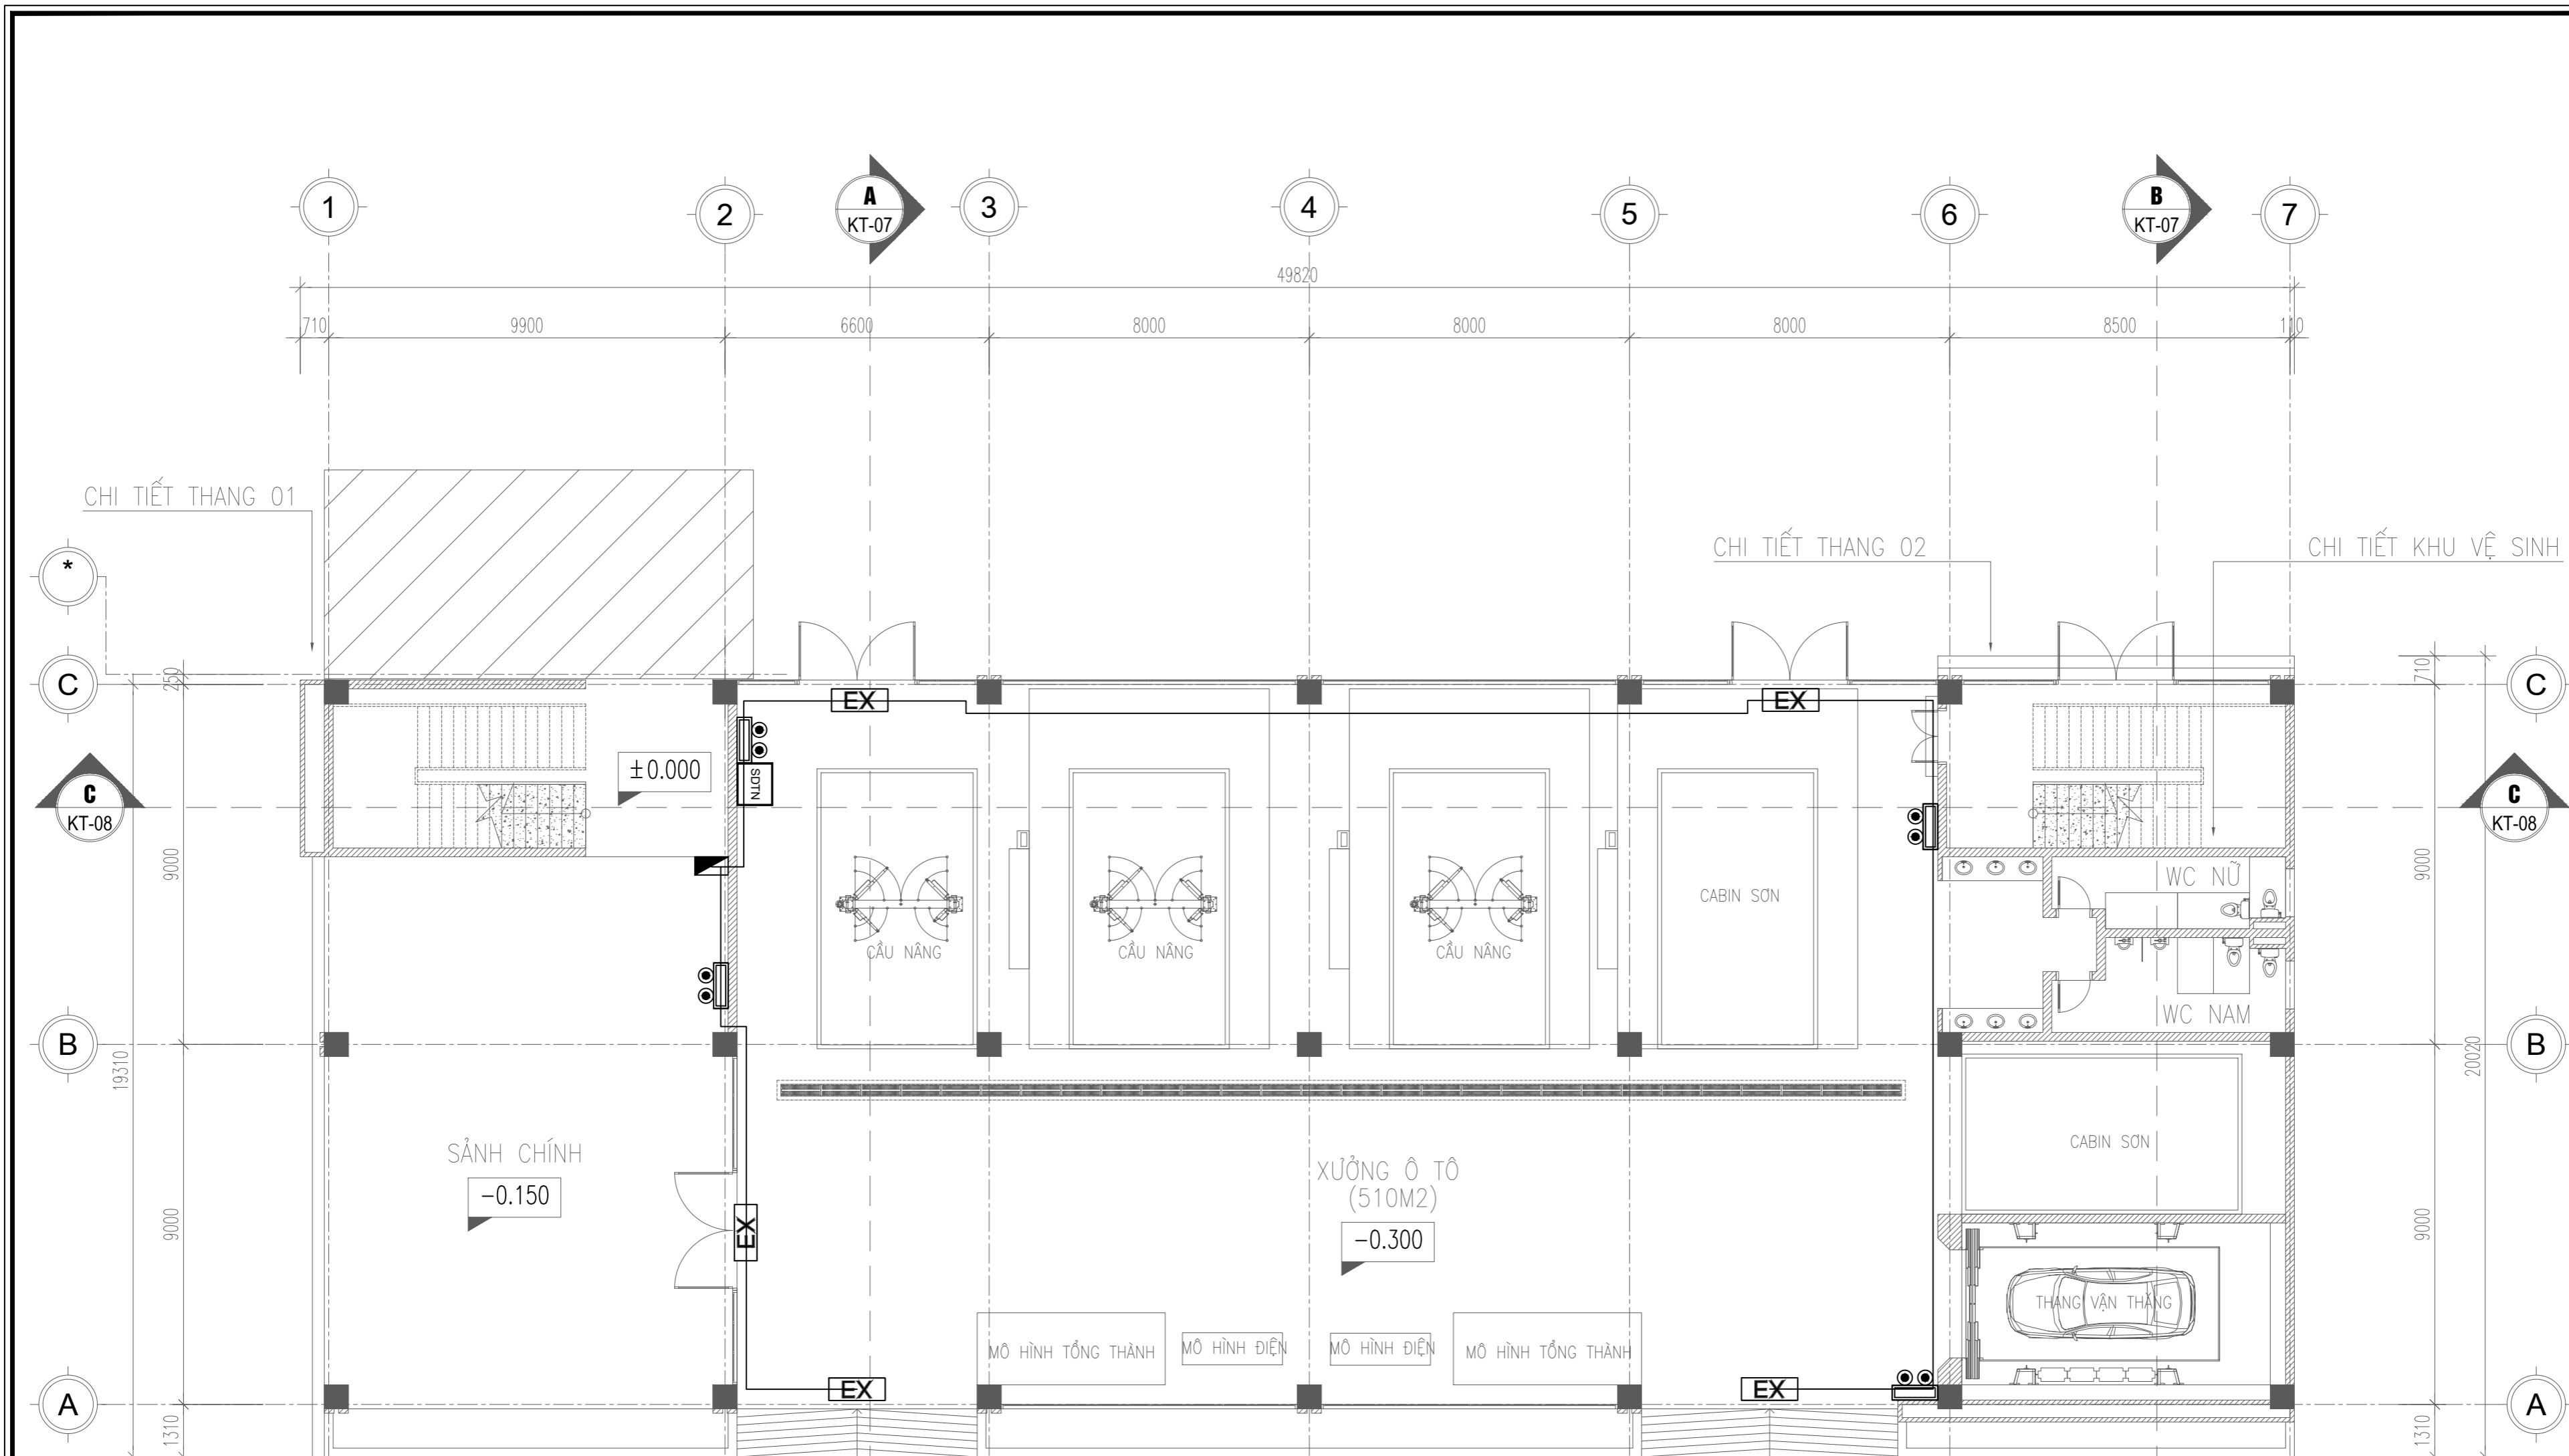 1
2
A
KT-07
3
4
5
6
B
KT-07
7
49820
710
9900
6600
8000
8000
8000
8500
110
CHI TIẾT THANG 01
CHI TIẾT THANG 02
CHI TIẾT KHU VỆ SINH
*
C
250
710
C
EX
EX
±0.000
SDTN
C
KT-08
C
KT-08
9000
9000
WC NỮ
CABIN SƠN
CẦU NÂNG
CẦU NÂNG
CẦU NÂNG
WC NAM
B
19310
20020
B
SẢNH CHÍNH
-0.150
XƯỞNG Ô TÔ
(510M2)
-0.300
CABIN SƠN
9000
9000
EX
THANG VẬN THĂNG
MÔ HÌNH TỔNG THÀNH
MÔ HÌNH ĐIỆN
MÔ HÌNH ĐIỆN
MÔ HÌNH TỔNG THÀNH
EX
EX
A
1310
1310
A